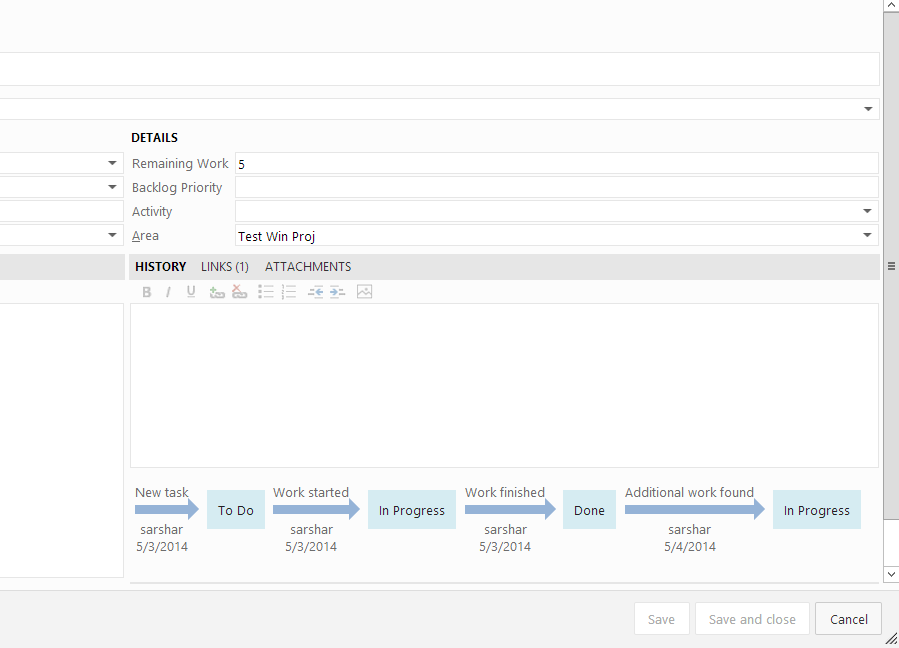 DETAILS
Remaining Work 5
Backlog Priority
Activity
Area Test Win Proj
HISTORY LINKS (1) ATTACHMENTS
B I U
New task Work started Work finished Additional work found
To Do In Progress Done In Progress
sarshar sarshar sarshar sarshar
5/3/2014 5/3/2014 5/3/2014 5/4/2014
Save Save and close Cancel